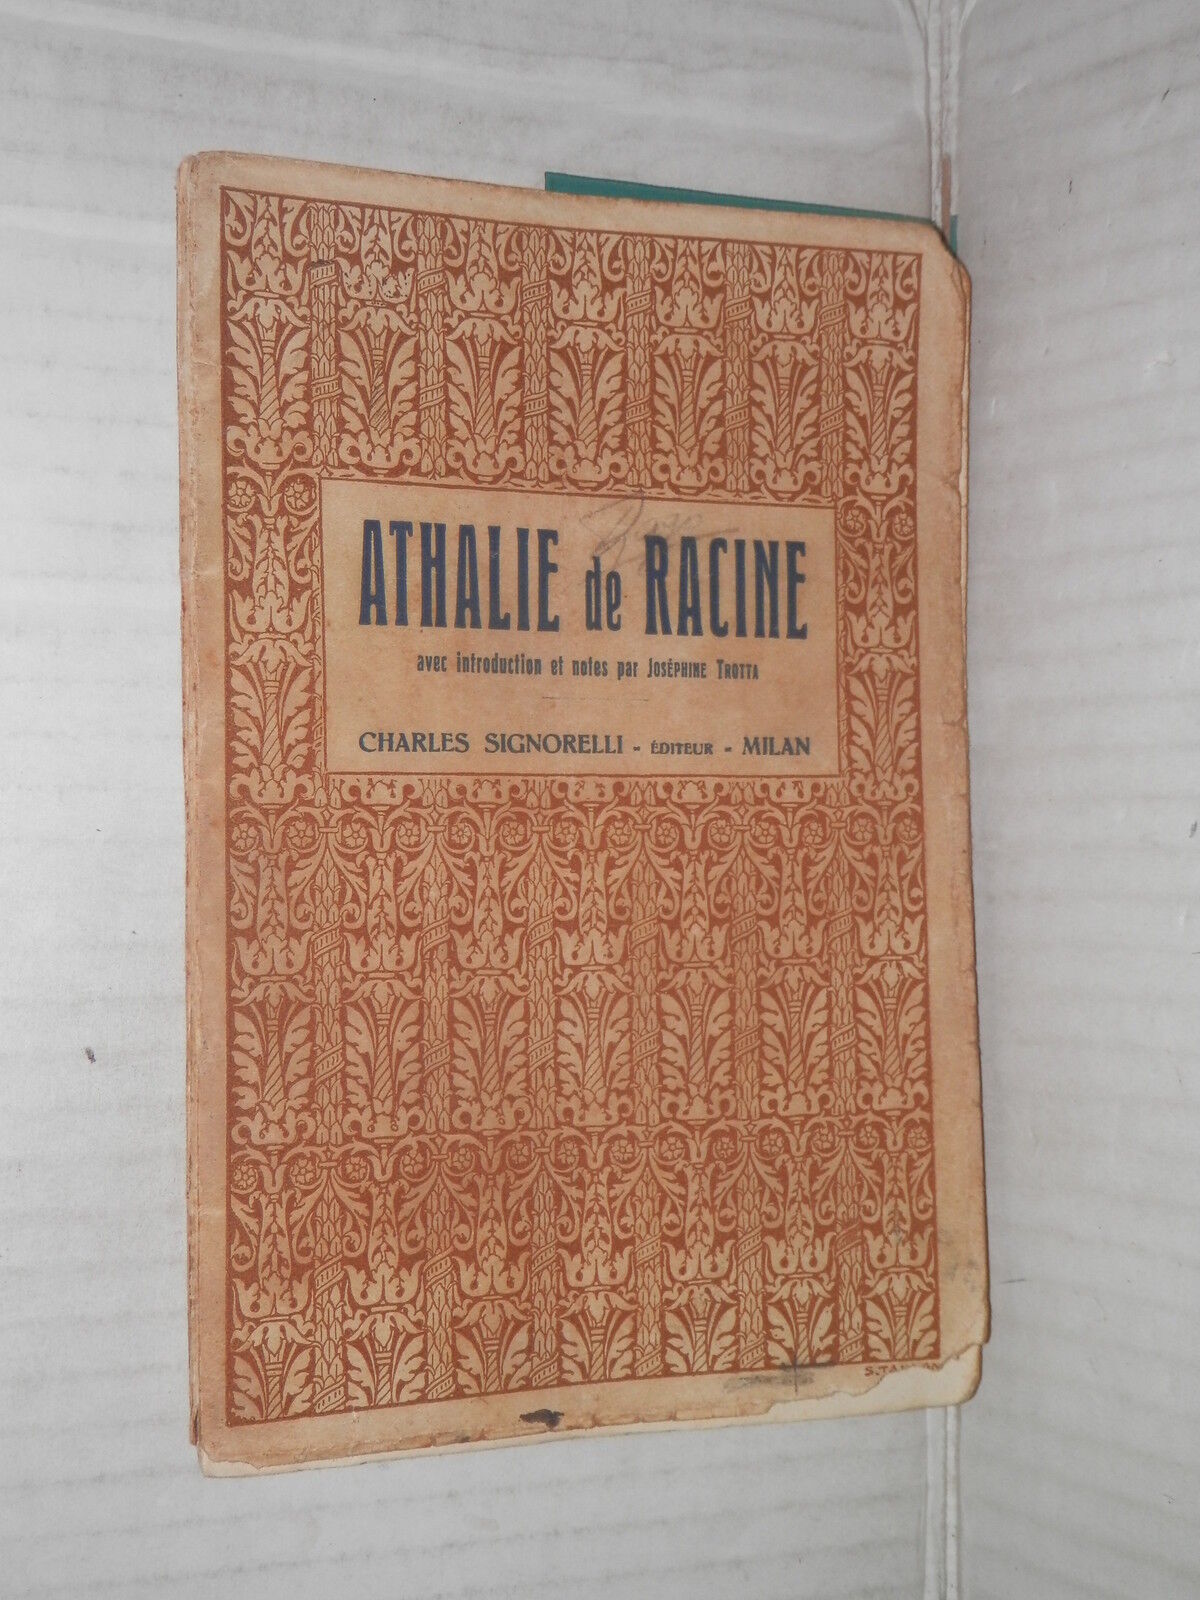 ATHALIE de RACINE
avec introduction et notes par JOSÉPHINE TROTTA
CHARLES SIGNORELLI - ÉDITEUR - MILAN